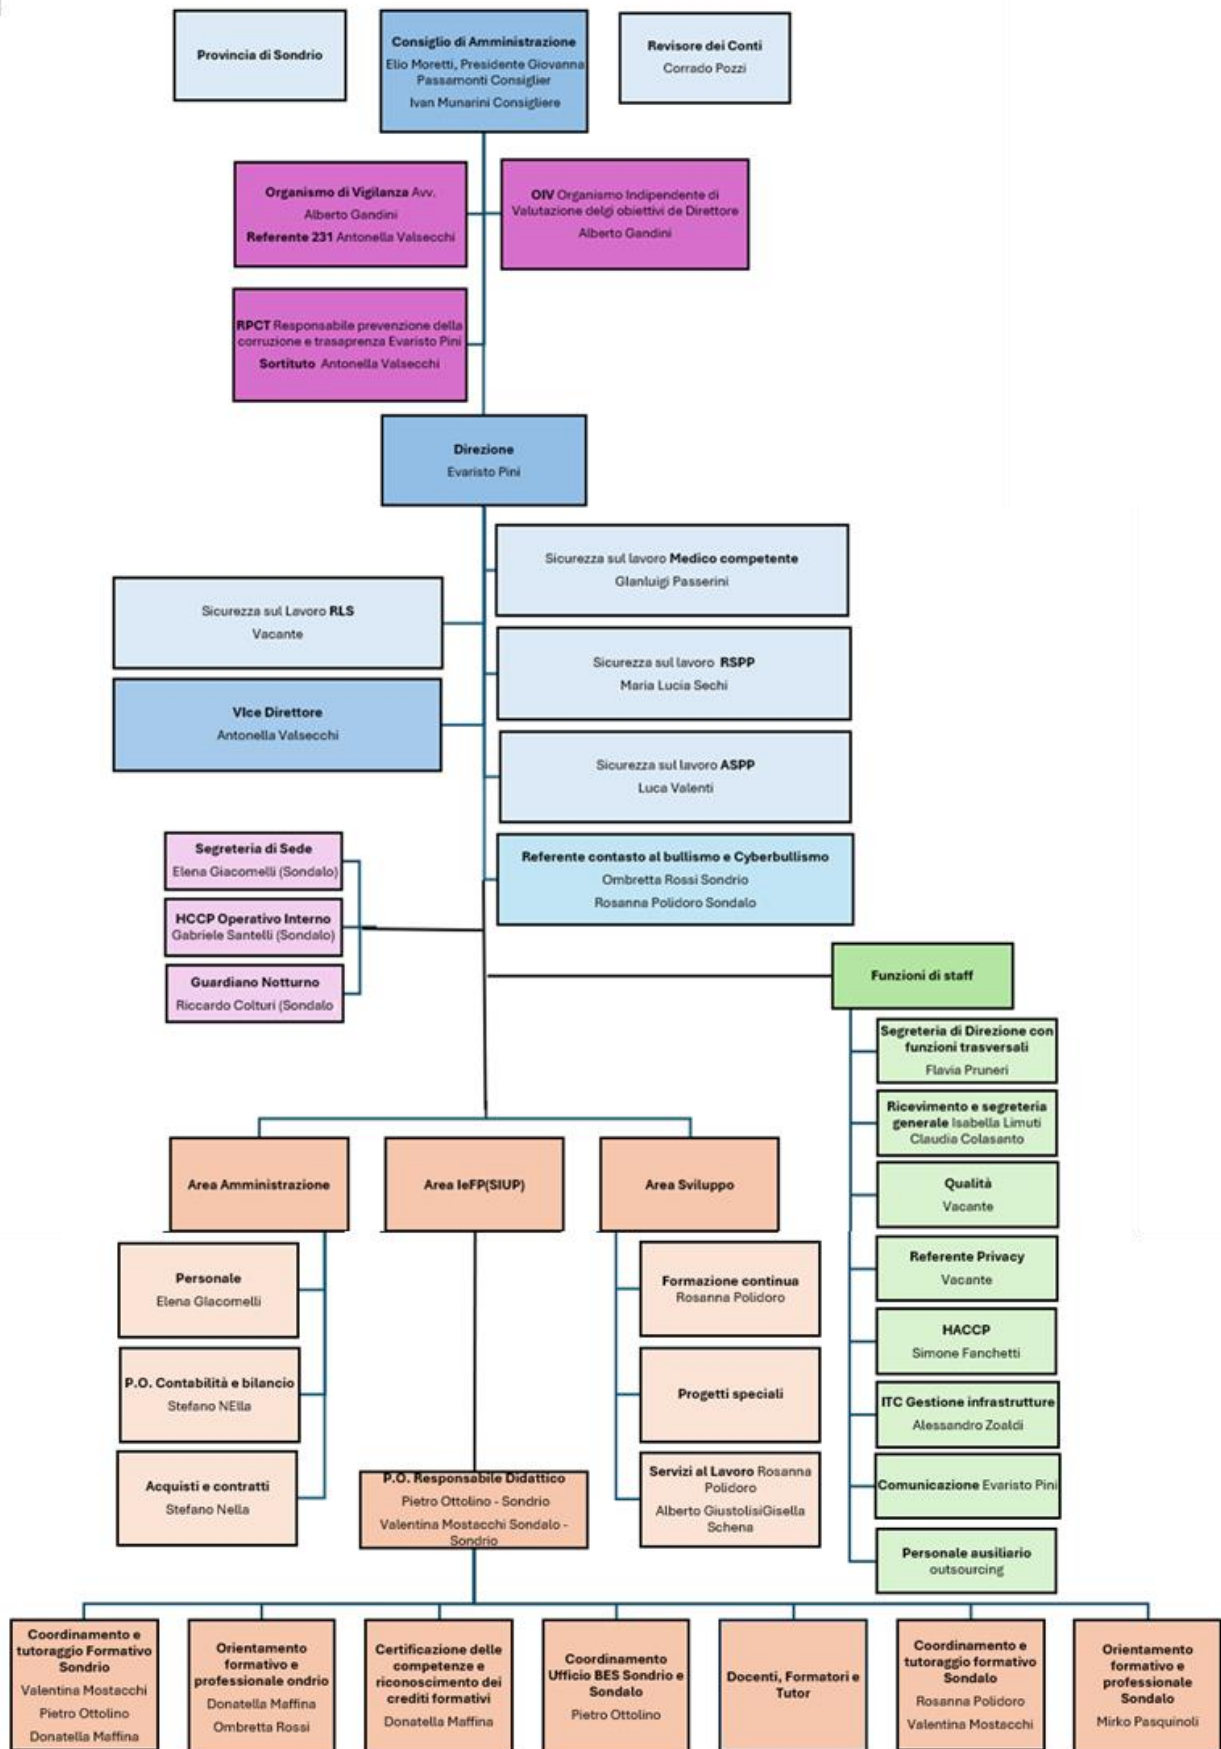 Provincia di Sondrio
Consiglio di Amministrazione
Elio Moretti, Presidente Giovanna
Passamonti Consiglier
Ivan Munarini Consigliere
Revisore dei Conti
Corrado Pozzi
Organismo di Vigilanza Avv.
Alberto Gandini
Referente 231 Antonella Valsecchi
OIV Organismo Indipendente di
Valutazione delgi obiettivi de Direttore
Alberto Gandini
RPCT Responsabile prevenzione della
corruzione e trasaprenza Evaristo Pini
Sortituto Antonella Valsecchi
Direzione
Evaristo Pini
Sicurezza sul lavoro Medico competente
GIanluigi Passerini
Sicurezza sul Lavoro RLS
Vacante
Sicurezza sul lavoro RSPP
Maria Lucia Sechi
VIce Direttore
Antonella Valsecchi
Sicurezza sul lavoro ASPP
Luca Valenti
Segreteria di Sede
Elena Giacomelli (Sondalo)
Referente contasto al bullismo e Cyberbullismo
Ombretta Rossi Sondrio
Rosanna Polidoro Sondalo
HCCP Operativo Interno
Gabriele Santelli (Sondalo)
Guardiano Notturno
Riccardo Colturi (Sondalo
Funzioni di staff
Segreteria di Direzione con
funzioni trasversali
Flavia Pruneri
Ricevimento e segreteria
generale Isabella Limuti
Claudia Colasanto
Qualità
Vacante
Referente Privacy
Vacante
HACCP
Simone Fanchetti
ITC Gestione infrastrutture
Alessandro Zoaldi
Comunicazione Evaristo Pini
Personale ausiliario
outsourcing
Area Amministrazione
Area IeFP(SIUP)
Area Sviluppo
Personale
Elena GIacomelli
P.O. Contabilità e bilancio
Stefano NElla
Acquisti e contratti
Stefano Nella
Formazione continua
Rosanna Polidoro
Progetti speciali
Servizi al Lavoro Rosanna
Polidoro
Alberto GiustolisiGisella
Schena
P.O. Responsabile Didattico
Pietro Ottolino - Sondrio
Valentina Mostacchi Sondalo -
Sondrio
Coordinamento e
tutoraggio Formativo
Sondrio
Valentina Mostacchi
Pietro Ottolino
Donatella Maffina
Orientamento
formativo e
professionale ondrio
Donatella Maffina
Ombretta Rossi
Certificazione delle
competenze e
riconoscimento dei
crediti formativi
Donatella Maffina
Coordinamento
Ufficio BES Sondrio e
Sondalo
Pietro Ottolino
Docenti, Formatori e
Tutor
Coordinamento e
tutoraggio formativo
Sondalo
Rosanna Polidoro
Valentina Mostacchi
Orientamento
formativo e
professionale
Sondalo
Mirko Pasquinoli